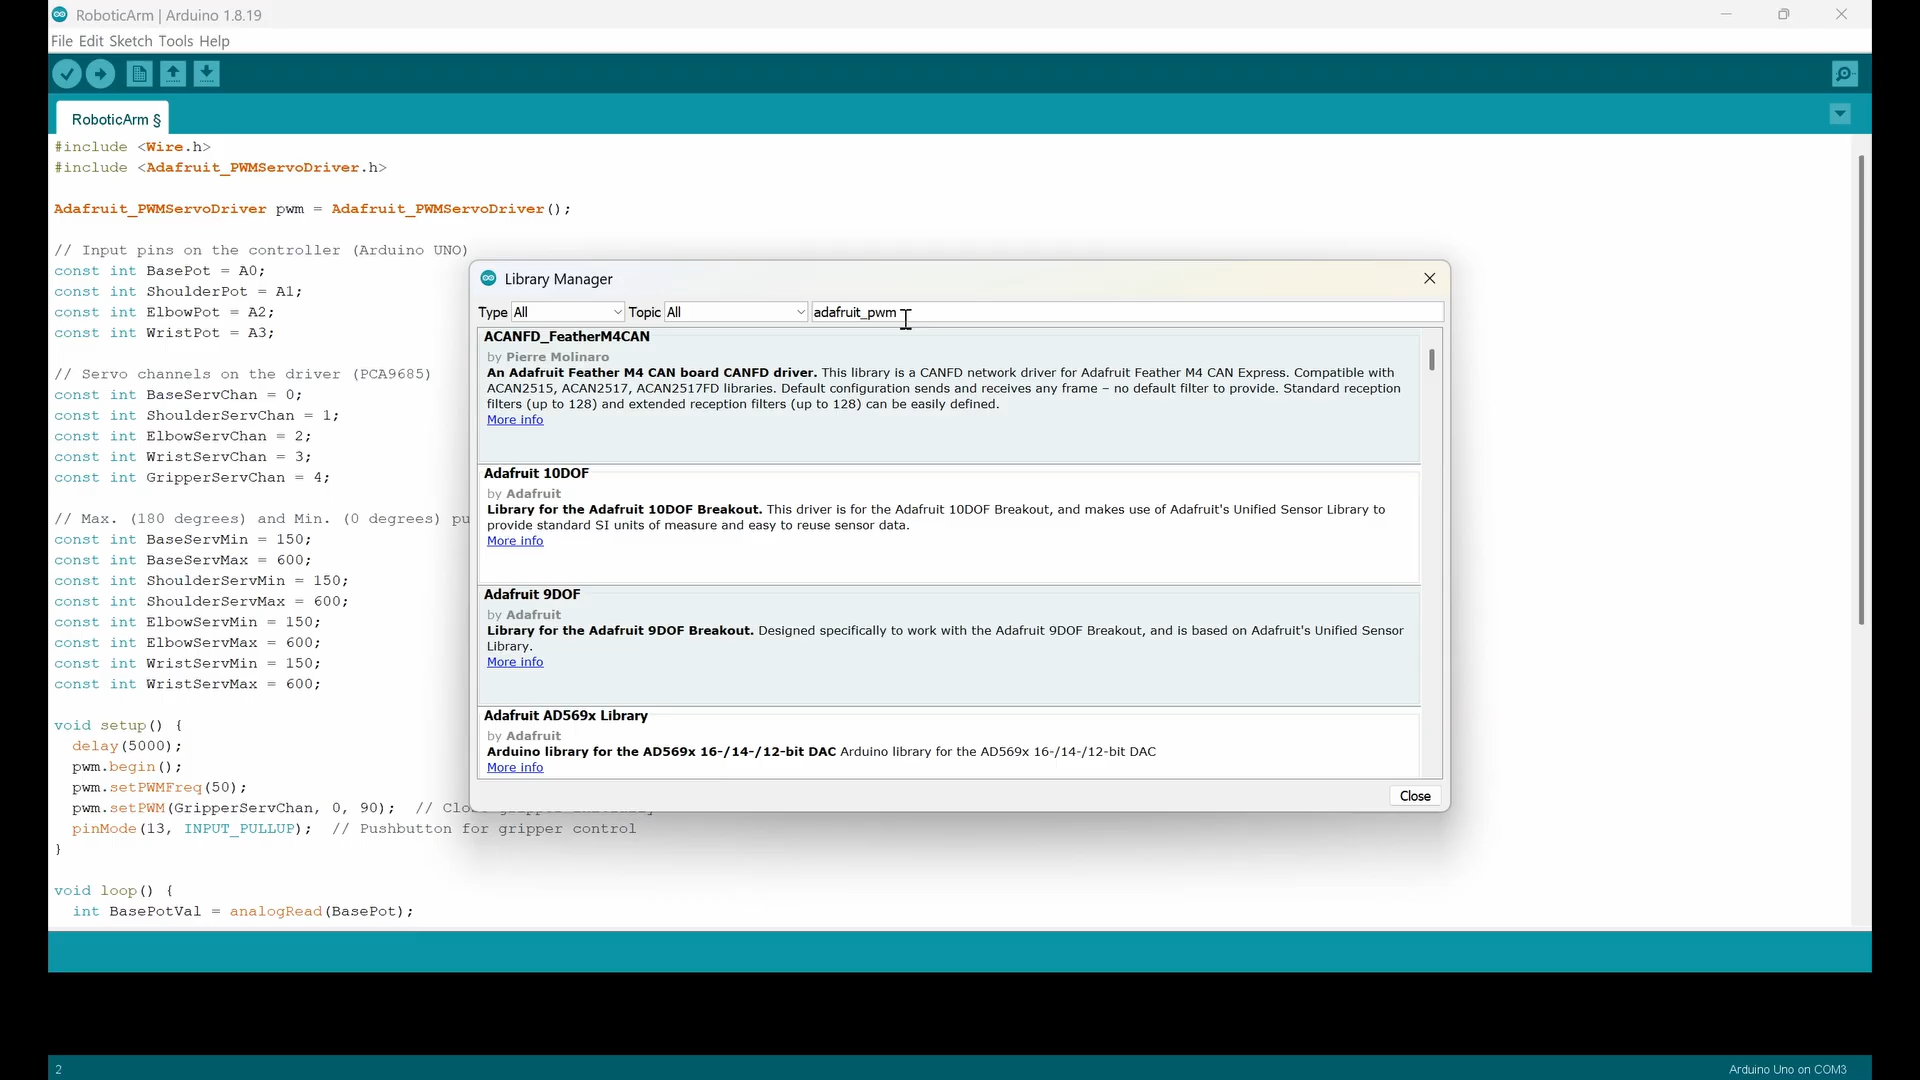 RoboticArm | Arduino 1.8.19
File Edit Sketch Tools Help
RoboticArm §
#include <Wire.h>
#include <Adafruit_PWMServoDriver.h>
Adafruit_PWMServoDriver pwm = Adafruit_PWMServoDriver();
// Input pins on the controller (Arduino UNO)
const int BasePot = A0;
const int ShoulderPot = A1;
const int ElbowPot = A2;
const int WristPot = A3;
// Servo channels on the driver (PCA9685)
const int BaseServChan = 0;
const int ShoulderServChan = 1;
const int ElbowServChan = 2;
const int WristServChan = 3;
const int GripperServChan = 4;
// Max. (180 degrees) and Min. (0 degrees) pu
const int BaseServMin = 150;
const int BaseServMax = 600;
const int ShoulderServMin = 150;
const int ShoulderServMax = 600;
const int ElbowServMin = 150;
const int ElbowServMax = 600;
const int WristServMin = 150;
const int WristServMax = 600;
void setup() {
delay(5000);
pwm.begin();
pwm.setPWMFreq(50);
pwm.setPWM(GripperServChan, 0, 90); // Clo
pinMode(13, INPUT_PULLUP); // Pushbutton for gripper control
}
void loop() {
int BasePotVal = analogRead(BasePot);
Library Manager
Type All Topic All adafruit_pwm
ACANFD_FeatherM4CAN
by Pierre Molinaro
An Adafruit Feather M4 CAN board CANFD driver. This library is a CANFD network driver for Adafruit Feather M4 CAN Express. Compatible with
ACAN2515, ACAN2517, ACAN2517FD libraries. Default configuration sends and receives any frame – no default filter to provide. Standard reception
filters (up to 128) and extended reception filters (up to 128) can be easily defined.
More info
Adafruit 10DOF
by Adafruit
Library for the Adafruit 10DOF Breakout. This driver is for the Adafruit 10DOF Breakout, and makes use of Adafruit's Unified Sensor Library to
provide standard SI units of measure and easy to reuse sensor data.
More info
Adafruit 9DOF
by Adafruit
Library for the Adafruit 9DOF Breakout. Designed specifically to work with the Adafruit 9DOF Breakout, and is based on Adafruit's Unified Sensor
Library.
More info
Adafruit AD569x Library
by Adafruit
Arduino library for the AD569x 16-/14-/12-bit DAC Arduino library for the AD569x 16-/14-/12-bit DAC
More info
Close
2
Arduino Uno on COM3